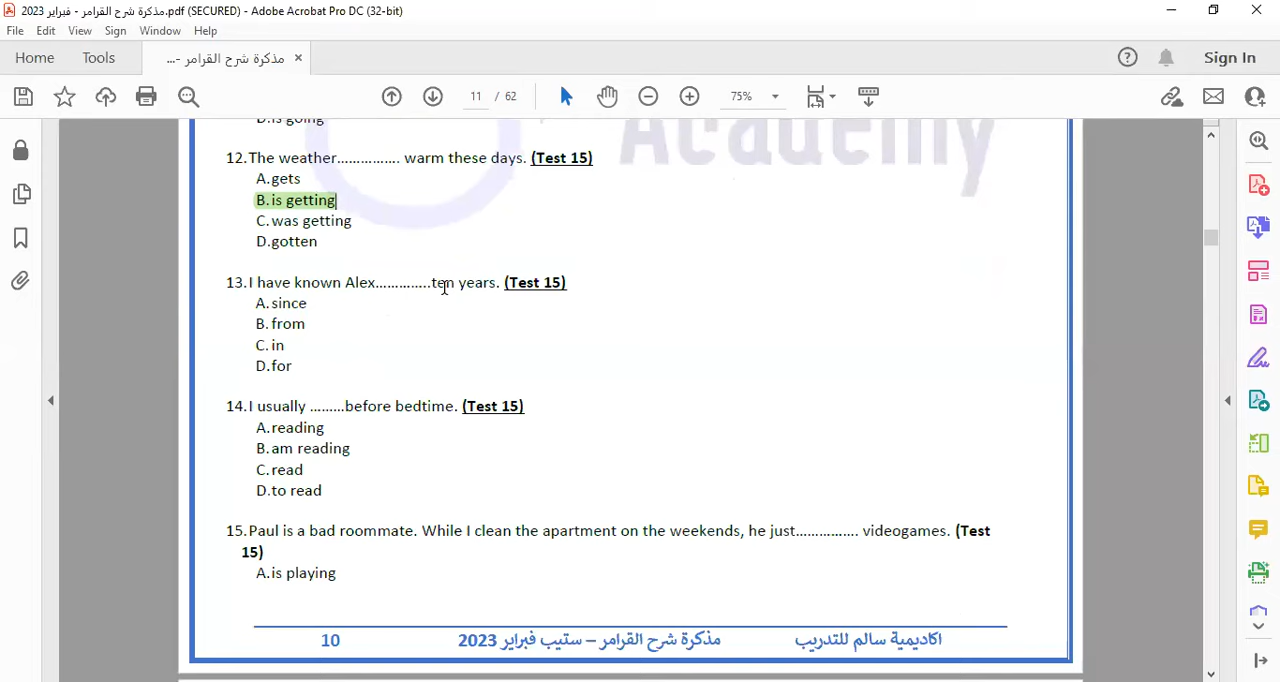 مذكرة شرح القرامر - فبراير 2023.pdf (SECURED) - Adobe Acrobat Pro DC (32-bit)
File Edit View Sign Window Help
Home Tools مذكرة شرح القرامر -... × Sign In
11 / 62 75%
D.is going
Academy
12.The weather................ warm these days. (Test 15)
A.gets
B.is getting
C.was getting
D.gotten
13.I have known Alex..............ten years. (Test 15)
A.since
B.from
C.in
D.for
14.I usually .........before bedtime. (Test 15)
A.reading
B.am reading
C.read
D.to read
15.Paul is a bad roommate. While I clean the apartment on the weekends, he just................ videogames. (Test
15)
A.is playing
اكاديمية سالم للتدريب مذكرة شرح القرامر – ستيب فبراير 2023 10